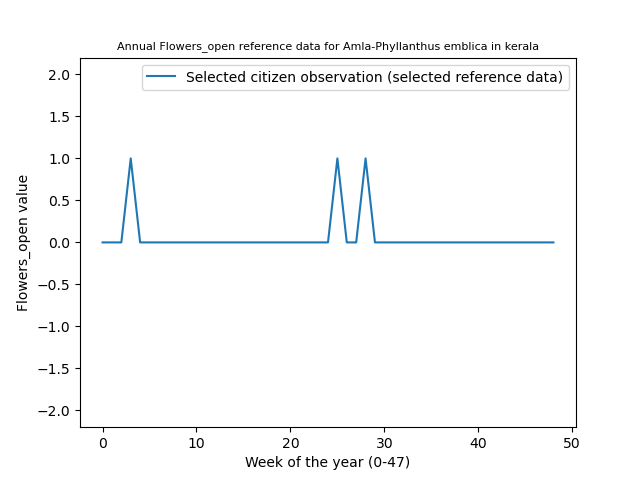 Annual Flowers_open reference data for Amla-Phyllanthus emblica in kerala
Selected citizen observation (selected reference data)
2.0
1.5
1.0
0.5
0.0
−0.5
−1.0
−1.5
−2.0
Flowers_open value
0 10 20 30 40 50
Week of the year (0-47)